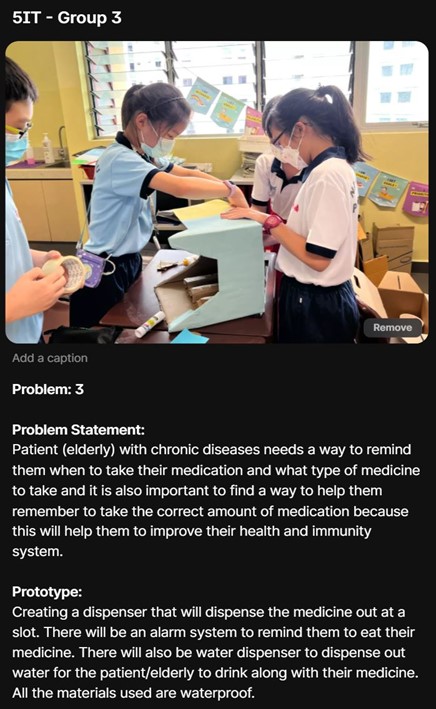 5IT - Group 3
Remove
Add a caption
Problem: 3
Problem Statement:
Patient (elderly) with chronic diseases needs a way to remind
them when to take their medication and what type of medicine
to take and it is also important to find a way to help them
remember to take the correct amount of medication because
this will help them to improve their health and immunity
system.
Prototype:
Creating a dispenser that will dispense the medicine out at a
slot. There will be an alarm system to remind them to eat their
medicine. There will also be water dispenser to dispense out
water for the patient/elderly to drink along with their medicine.
All the materials used are waterproof.